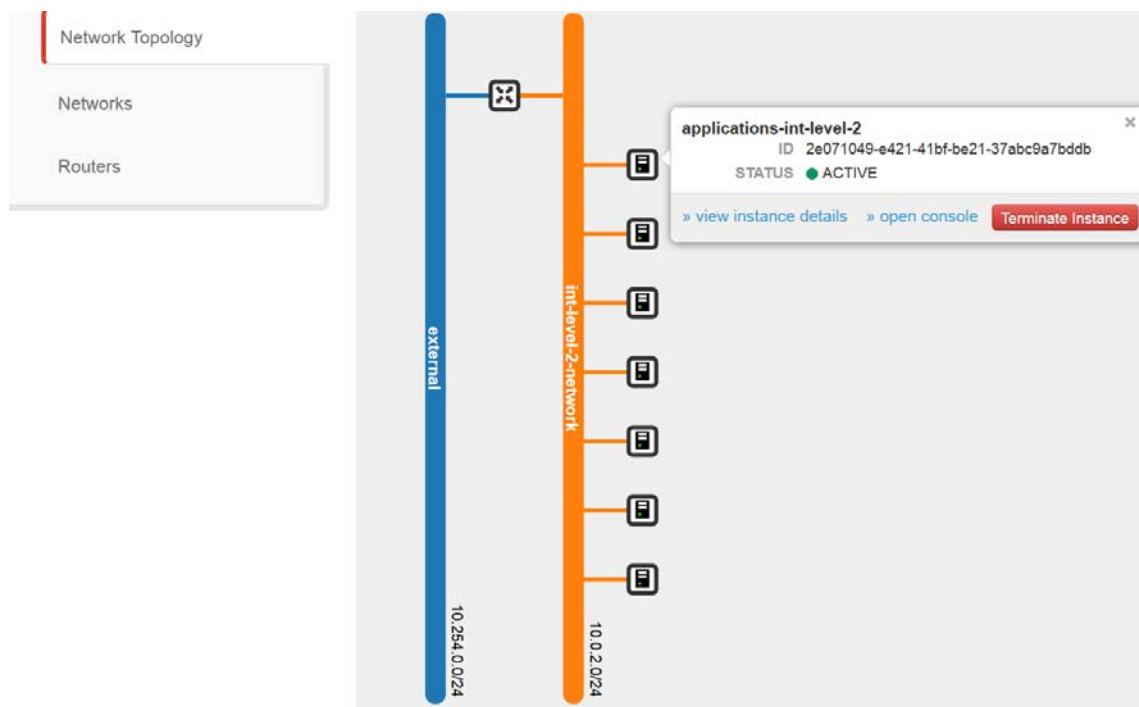 Network Topology
Networks
Routers
external
10.254.0.0/24
int-level-2-network
10.0.2.0/24
applications-int-level-2
×
ID 2e071049-e421-41bf-be21-37abc9a7bddb
STATUS ACTIVE
» view instance details » open console Terminate Instance